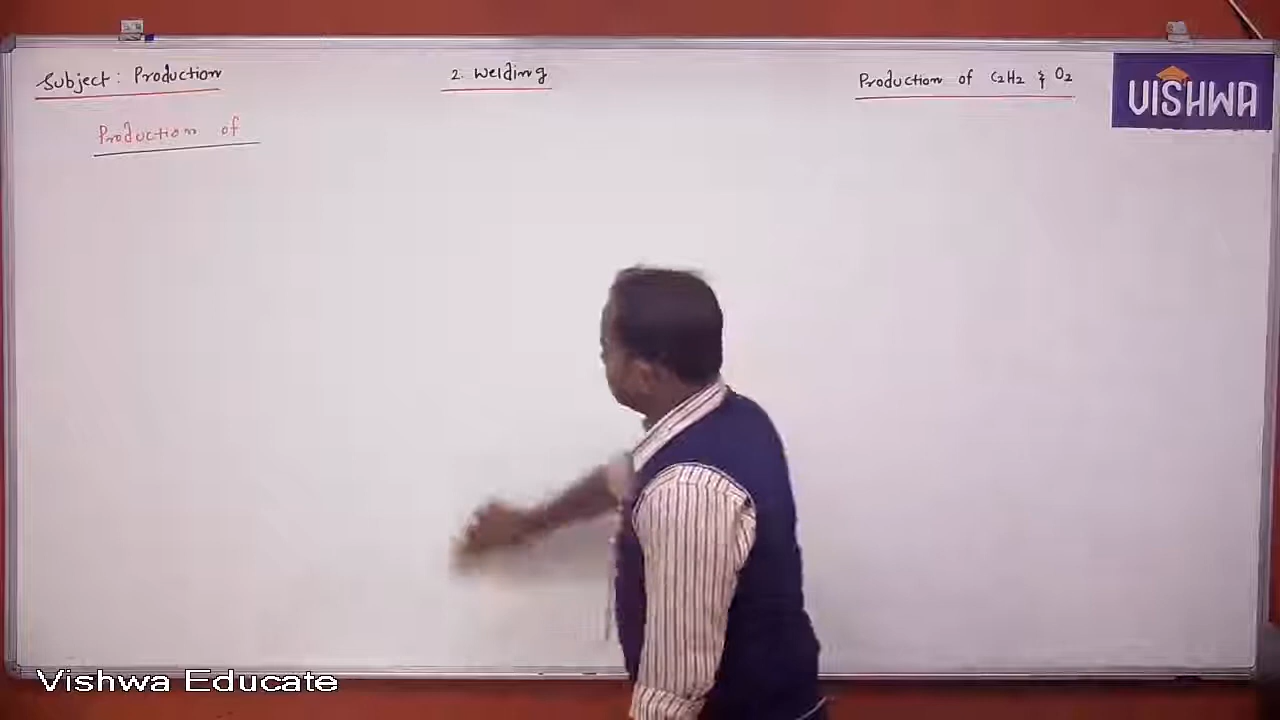 Subject: Production
2. Welding
Production of C2H2 & O2
VISHWA
Production of
Vishwa Educate